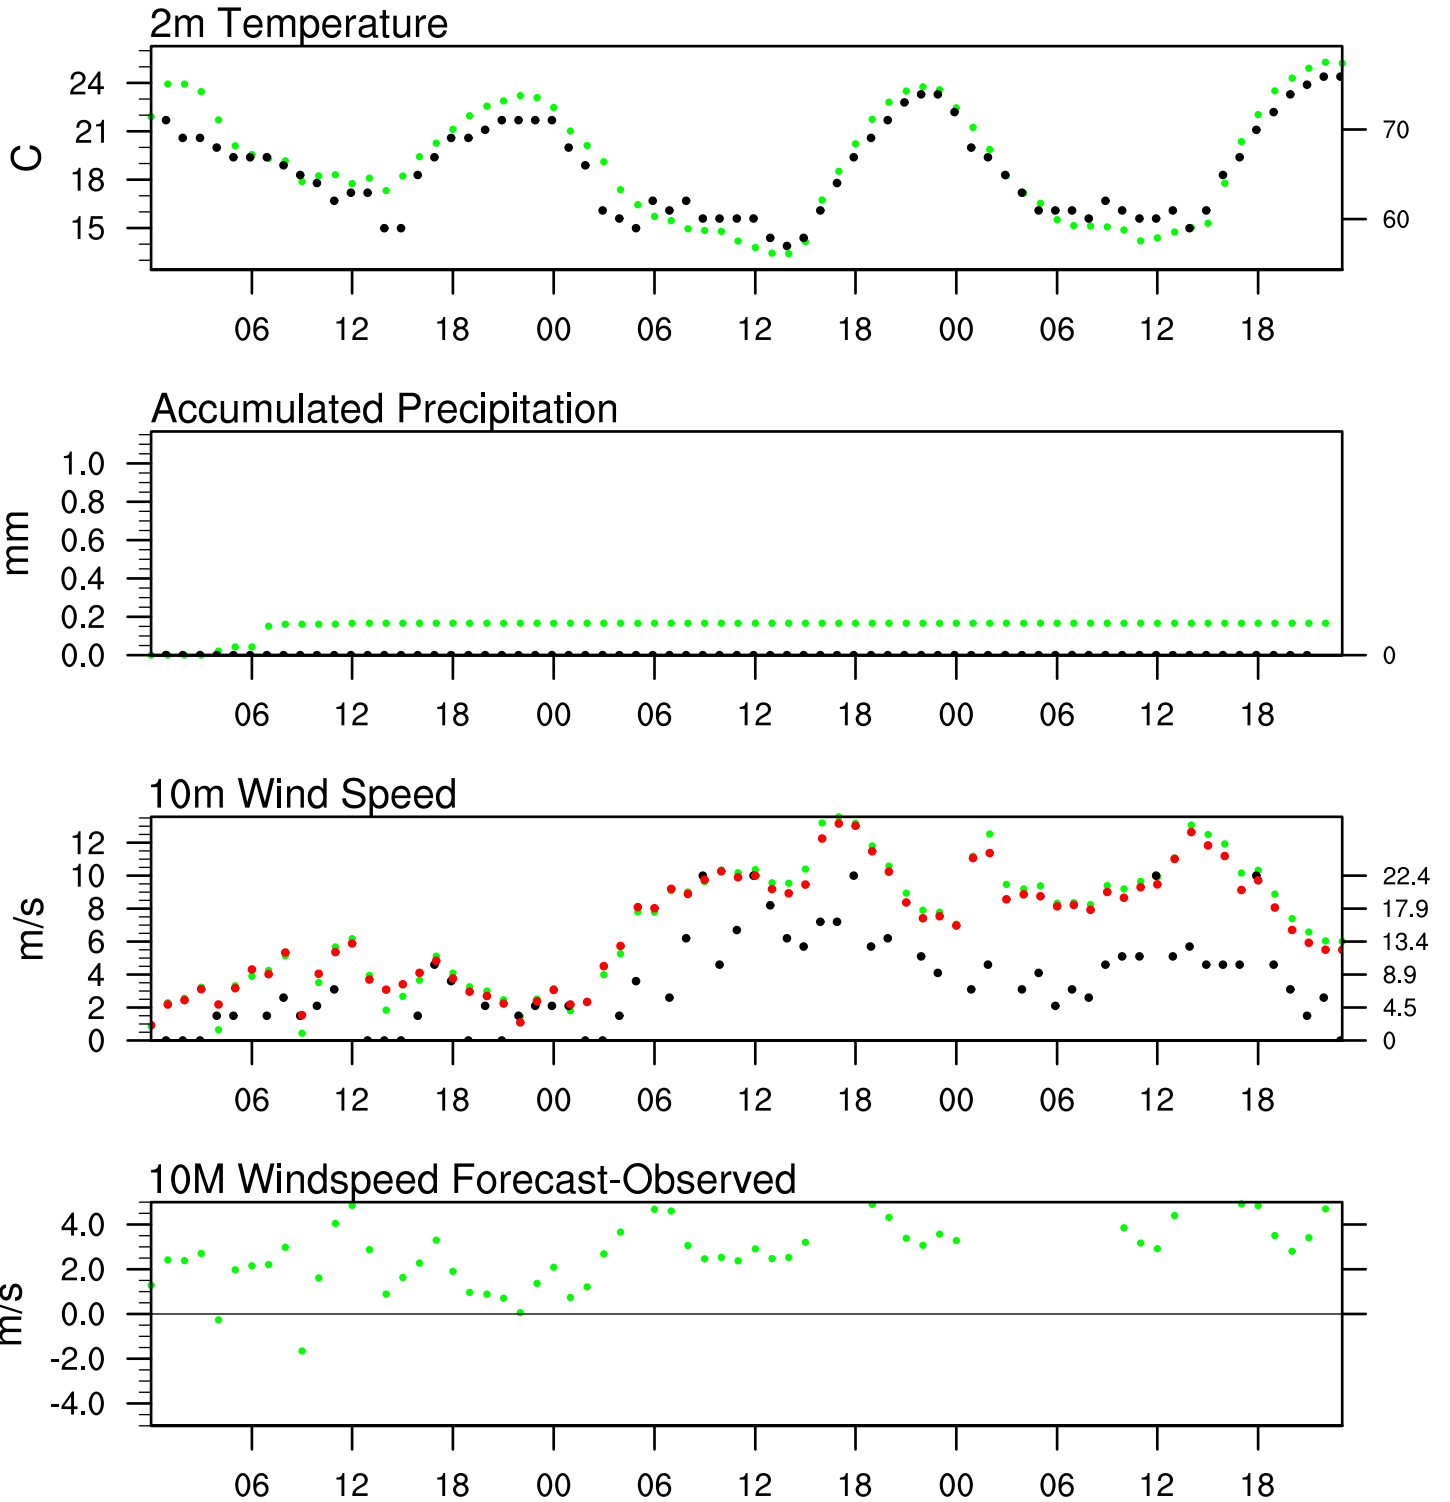 2m Temperature
24
21
18
15
C
70
60
06 12 18 00 06 12 18 00 06 12 18
Accumulated Precipitation
1.0
0.8
0.6
0.4
0.2
0.0
mm
0
06 12 18 00 06 12 18 00 06 12 18
10m Wind Speed
12
10
8
6
4
2
0
m/s
22.4
17.9
13.4
8.9
4.5
0
06 12 18 00 06 12 18 00 06 12 18
10M Windspeed Forecast-Observed
4.0
2.0
0.0
-2.0
-4.0
m/s
06 12 18 00 06 12 18 00 06 12 18